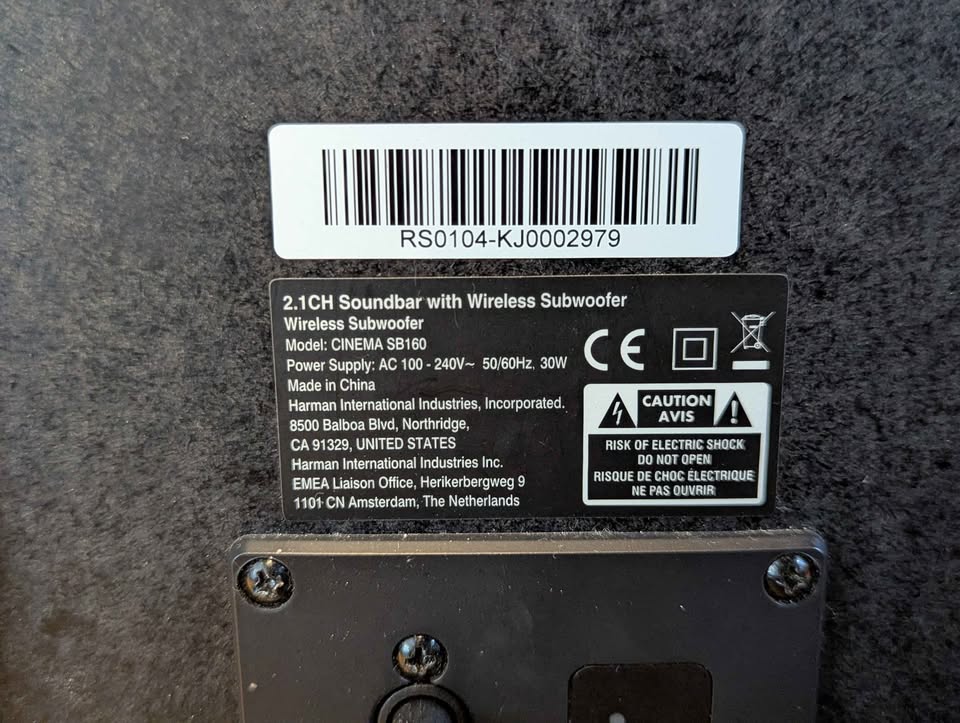 RS0104-KJ0002979
2.1CH Soundbar with Wireless Subwoofer
Wireless Subwoofer
Model: CINEMA SB160
Power Supply: AC 100 - 240V~ 50/60Hz, 30W
Made in China
Harman International Industries, Incorporated.
8500 Balboa Blvd, Northridge,
CA 91329, UNITED STATES
Harman International Industries Inc.
EMEA Liaison Office, Herikerbergweg 9
1101 CN Amsterdam, The Netherlands
CE
CAUTION
AVIS
RISK OF ELECTRIC SHOCK
DO NOT OPEN
RISQUE DE CHOC ÉLECTRIQUE
NE PAS OUVRIR